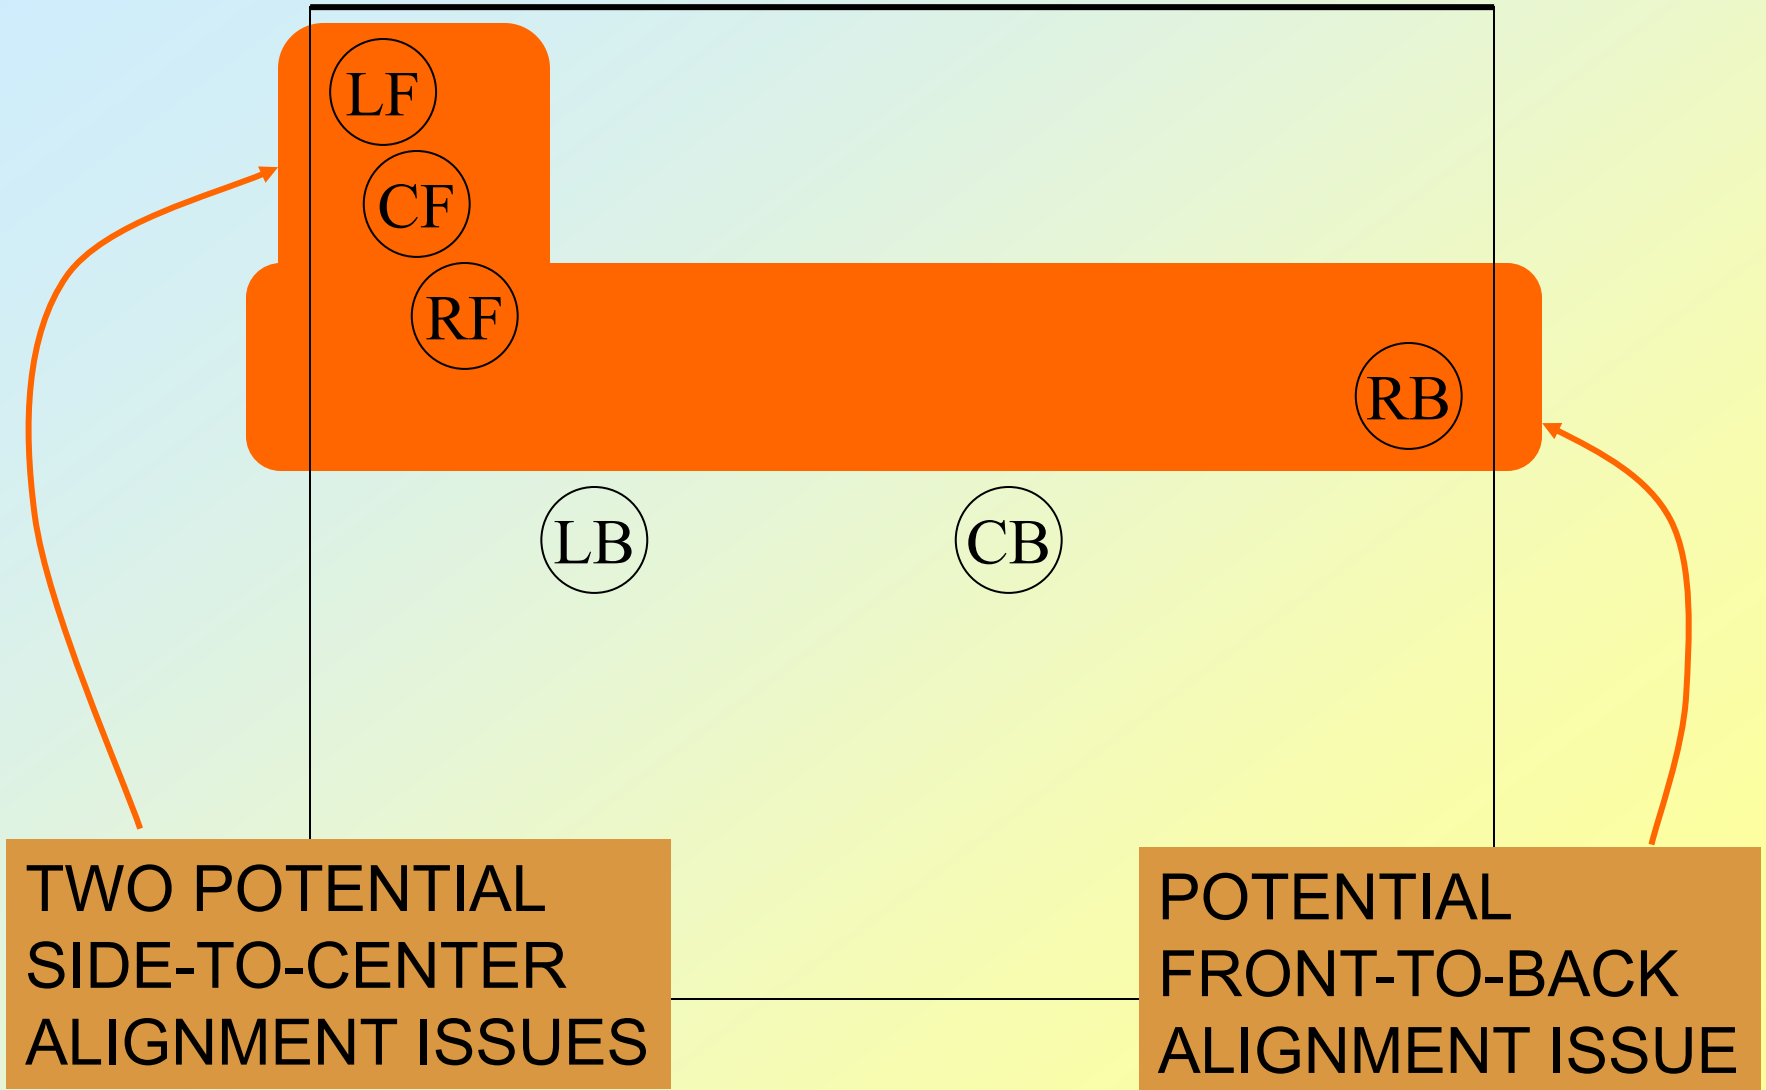 LF
CF
RF
RB
LB
CB
TWO POTENTIAL
SIDE-TO-CENTER
ALIGNMENT ISSUES
POTENTIAL
FRONT-TO-BACK
ALIGNMENT ISSUE